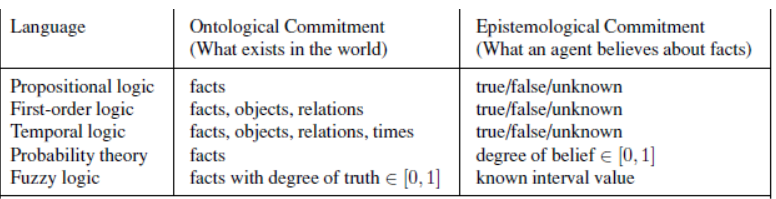 Language Ontological Commitment Epistemological Commitment
(What exists in the world) (What an agent believes about facts)
Propositional logic facts true/false/unknown
First-order logic facts, objects, relations true/false/unknown
Temporal logic facts, objects, relations, times true/false/unknown
Probability theory facts degree of belief ∈ [0, 1]
Fuzzy logic facts with degree of truth ∈ [0, 1] known interval value